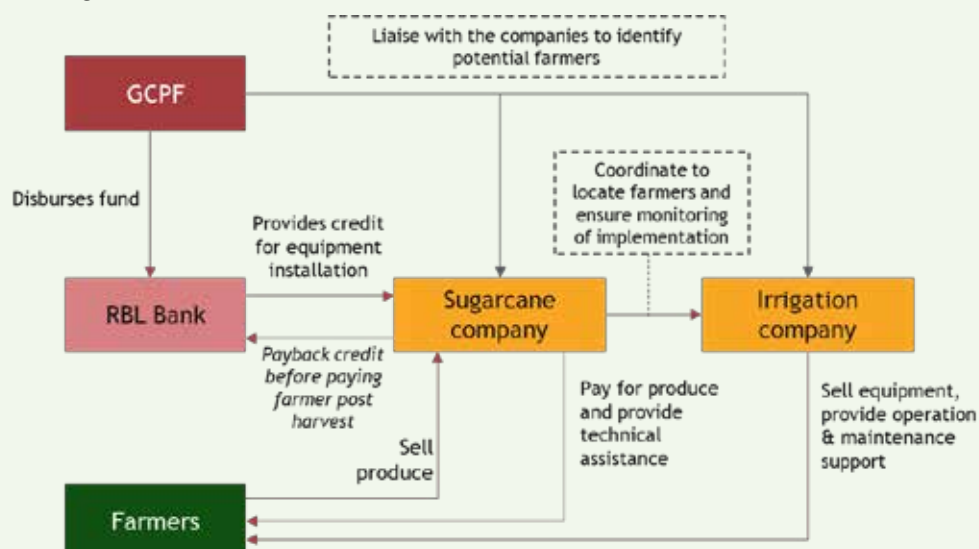 Liaise with the companies to identify
potential farmers
GCPF
Disburses fund
Coordinate to
locate farmers and
ensure monitoring
of implementation
Provides credit
for equipment
installation
RBL Bank
Sugarcane
company
Irrigation
company
Payback credit
before paying
farmer post
harvest
Sell
produce
Pay for produce
and provide
technical
assistance
Sell equipment,
provide operation
& maintenance
support
Farmers